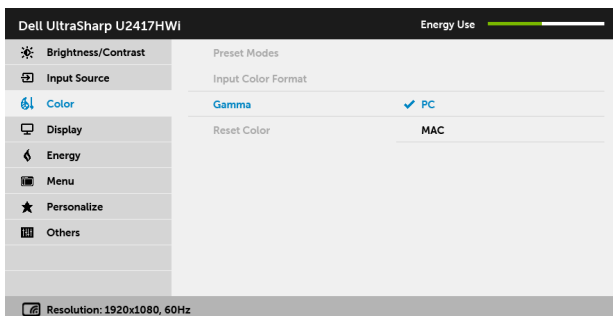 Dell UltraSharp U2417HWi Energy Use
Brightness/Contrast Preset Modes
Input Source Input Color Format
Color Gamma PC
Display Reset Color MAC
Energy
Menu
Personalize
Others
Resolution: 1920x1080, 60Hz